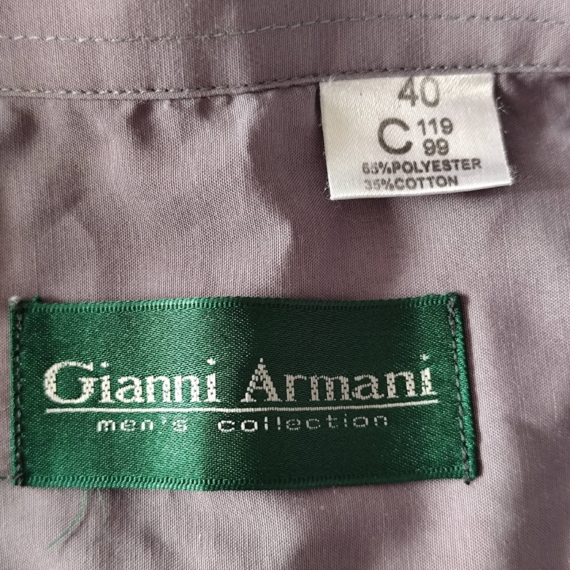 40
C 119
99
65%POLYESTER
35%COTTON
Gianni Armani
men's collection